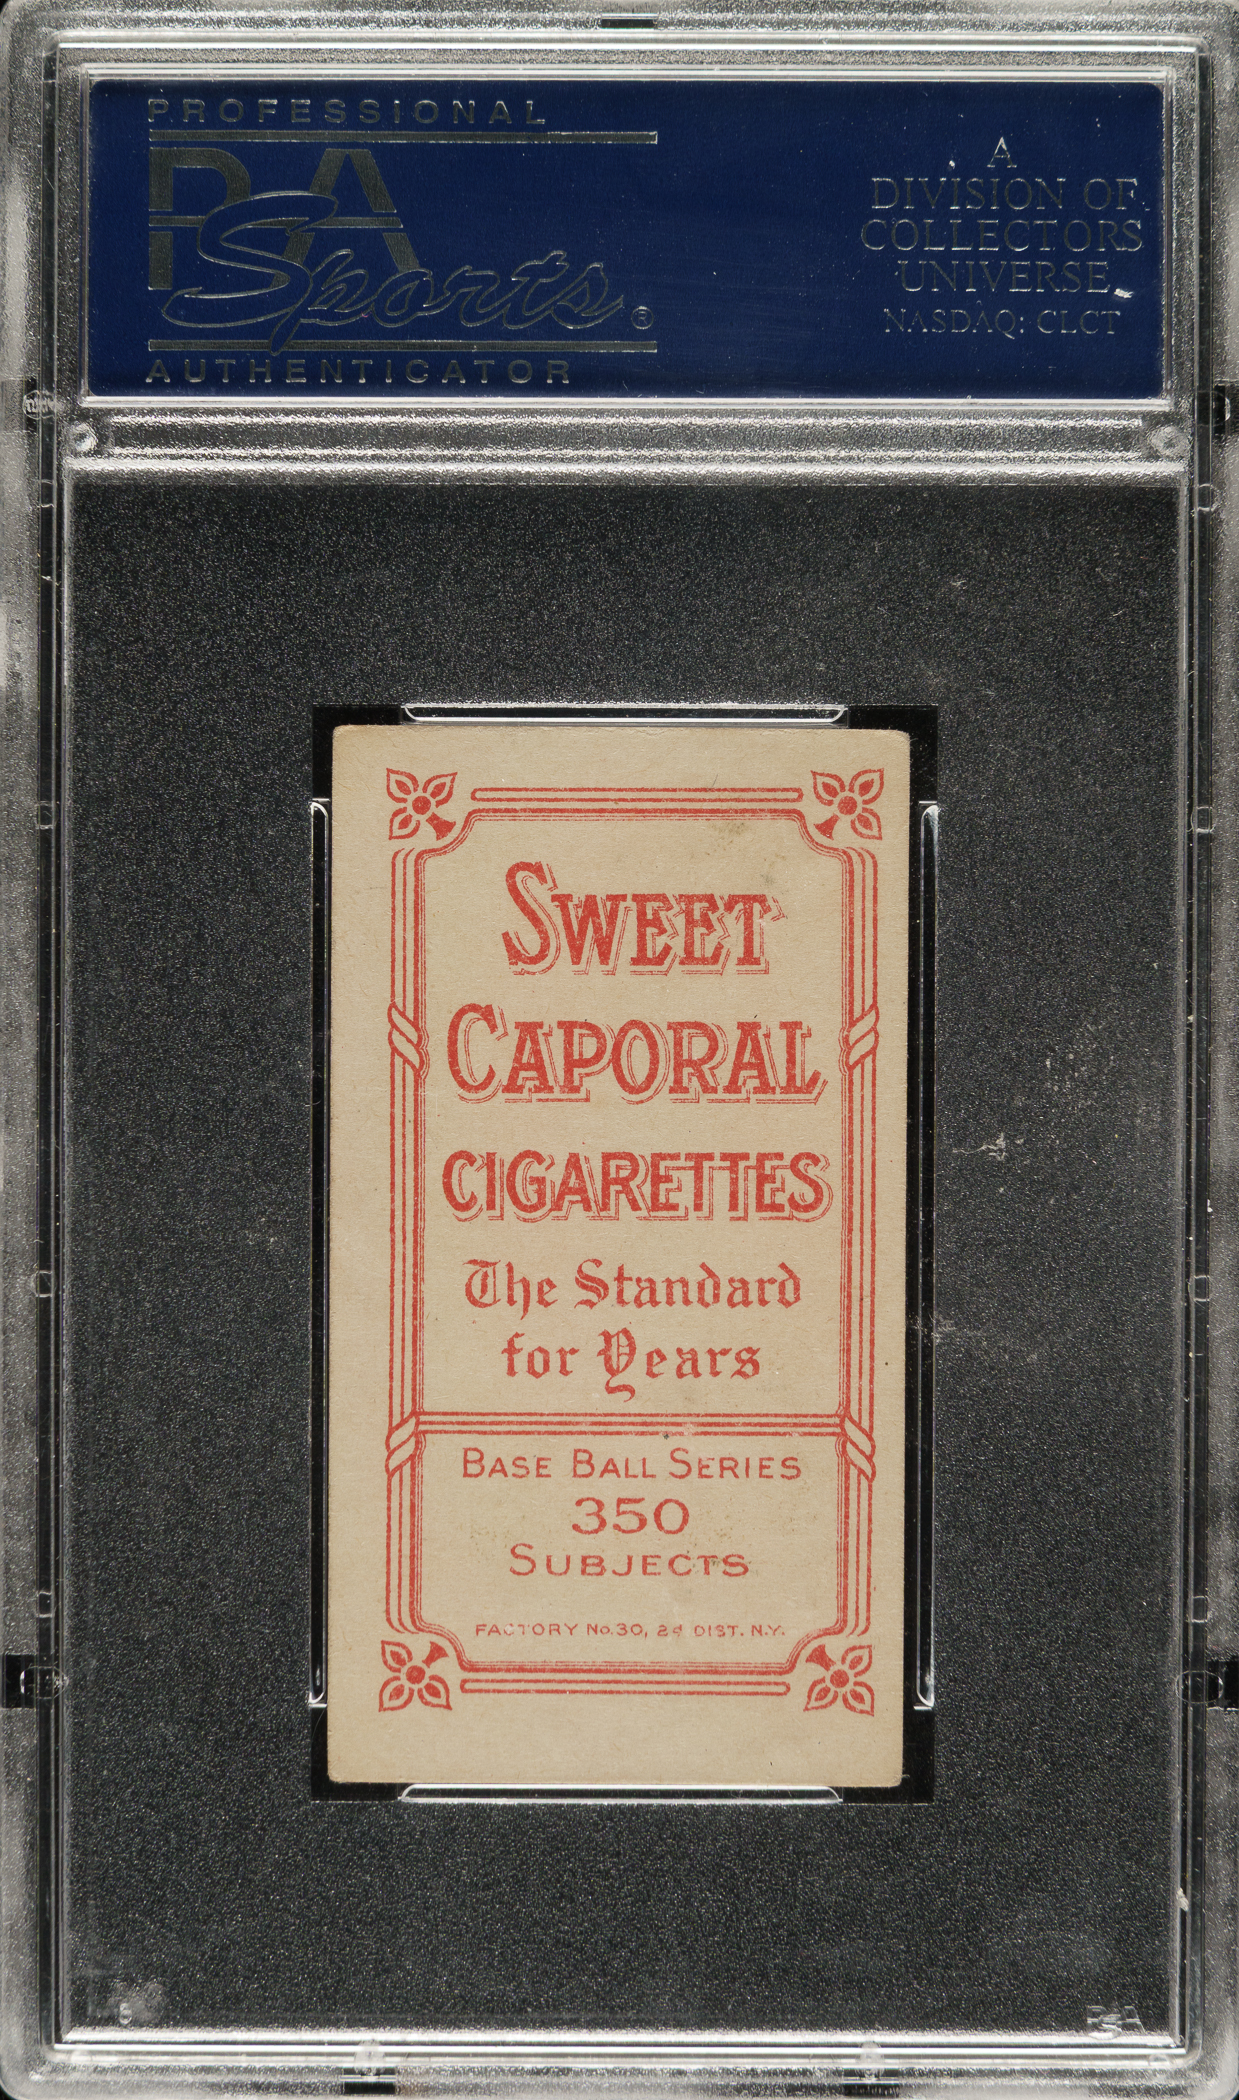 PROFESSIONAL
PSA
Sports ®
AUTHENTICATOR
A
DIVISION OF
COLLECTORS
UNIVERSE
NASDAQ: CLCT
SWEET
CAPORAL
CIGARETTES
The Standard
for Years
BASE BALL SERIES
350
SUBJECTS
FACTORY No. 30, 2d DIST. N.Y.
PSA